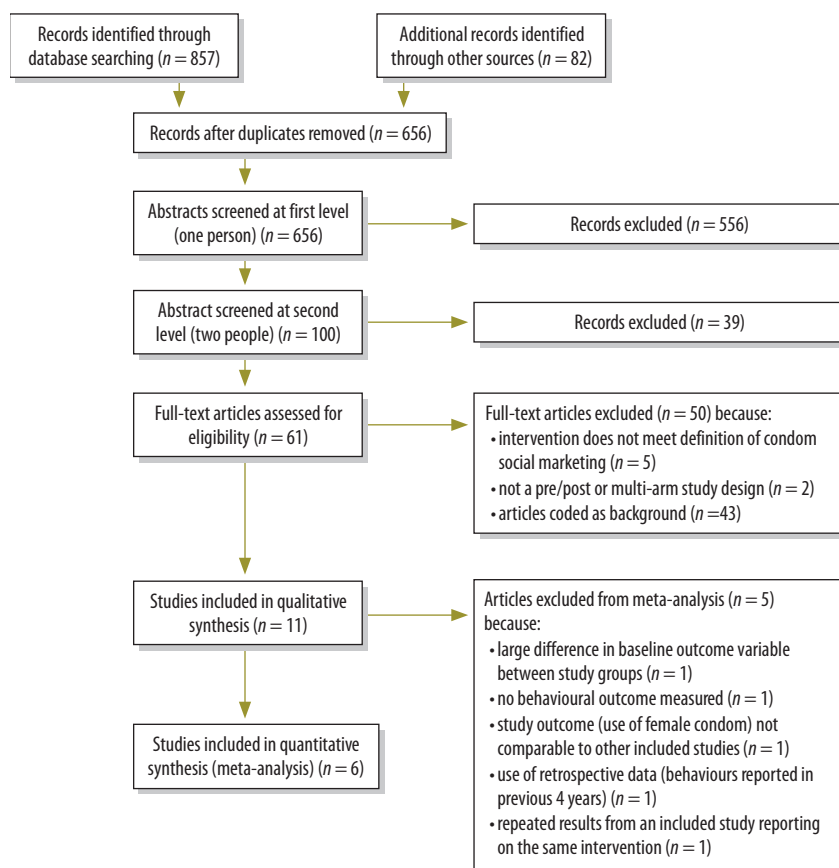 Records identified through
database searching (n = 857)
Additional records identified
through other sources (n = 82)
Records after duplicates removed (n = 656)
Abstracts screened at first level
(one person) (n = 656)
Records excluded (n = 556)
Abstract screened at second
level (two people) (n = 100)
Records excluded (n = 39)
Full-text articles assessed for
eligibility (n = 61)
Full-text articles excluded (n = 50) because:
• intervention does not meet definition of condom
social marketing (n = 5)
• not a pre/post or multi-arm study design (n = 2)
• articles coded as background (n =43)
Studies included in qualitative
synthesis (n = 11)
Articles excluded from meta-analysis (n = 5)
because:
• large difference in baseline outcome variable
between study groups (n = 1)
• no behavioural outcome measured (n = 1)
• study outcome (use of female condom) not
comparable to other included studies (n = 1)
• use of retrospective data (behaviours reported in
previous 4 years) (n = 1)
• repeated results from an included study reporting
on the same intervention (n = 1)
Studies included in quantitative
synthesis (meta-analysis) (n = 6)